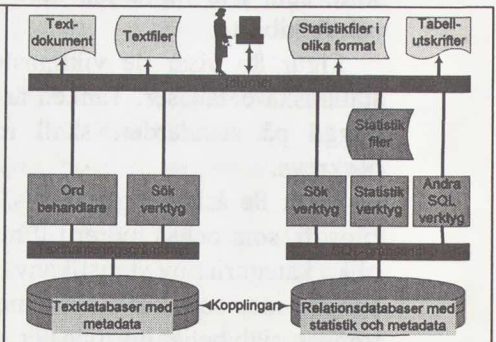 Text-
dokument
Textfiler
Statistikfiler i
olika format
Tabell-
utskrifter
Statistik
filer
Ord
behandlare
Sök
verktyg
Sök
verktyg
Statistik
verktyg
Andra
SQL
verktyg
Textdatabaser med
metadata
Kopplingar
Relationsdatabaser med
statistik och metadata